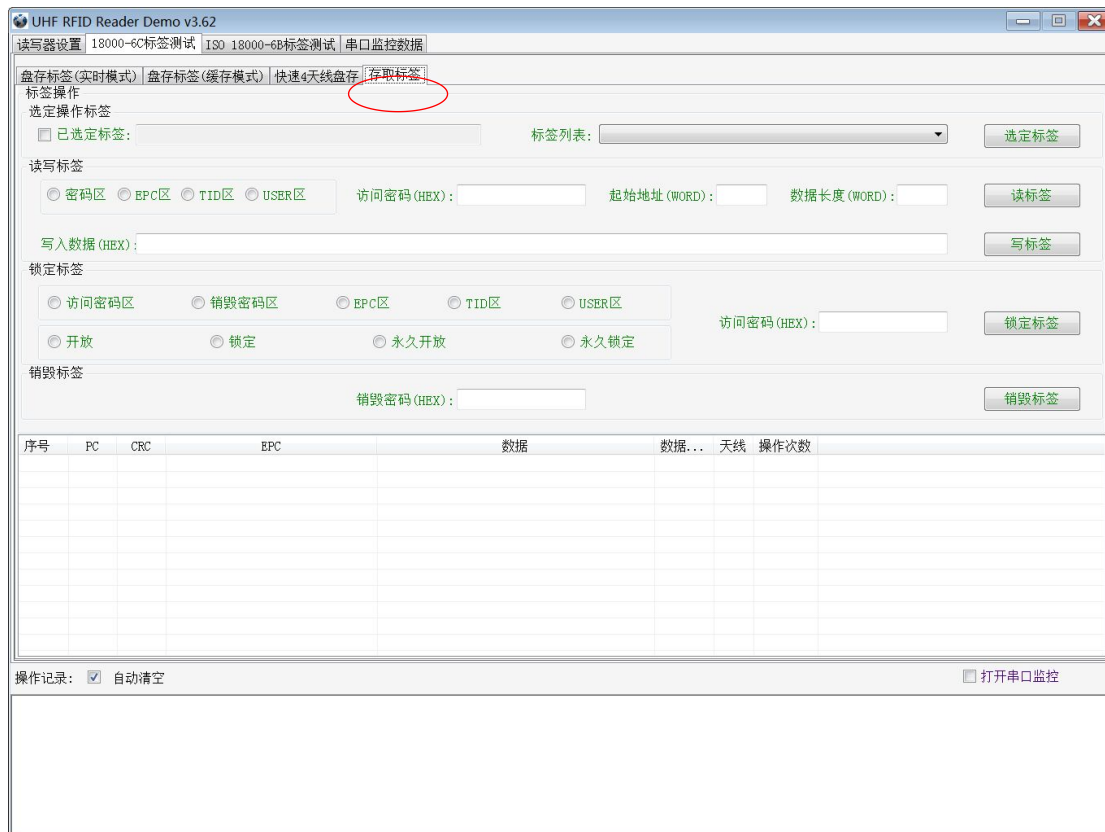 UHF RFID Reader Demo v3.62
读写器设置 18000-6C标签测试 ISO 18000-6B标签测试 串口监控数据
盘存标签(实时模式) 盘存标签(缓存模式) 快速4天线盘存 存取标签
标签操作
选定操作标签
已选定标签: 标签列表: 选定标签
读写标签
密码区 EPC区 TID区 USER区 访问密码(HEX): 起始地址(WORD): 数据长度(WORD): 读标签
写入数据(HEX): 写标签
锁定标签
访问密码区 销毁密码区 EPC区 TID区 USER区
访问密码(HEX): 锁定标签
开放 锁定 永久开放 永久锁定
销毁标签
销毁密码(HEX): 销毁标签
序号 PC CRC EPC 数据 数据... 天线 操作次数
操作记录: 自动清空 打开串口监控